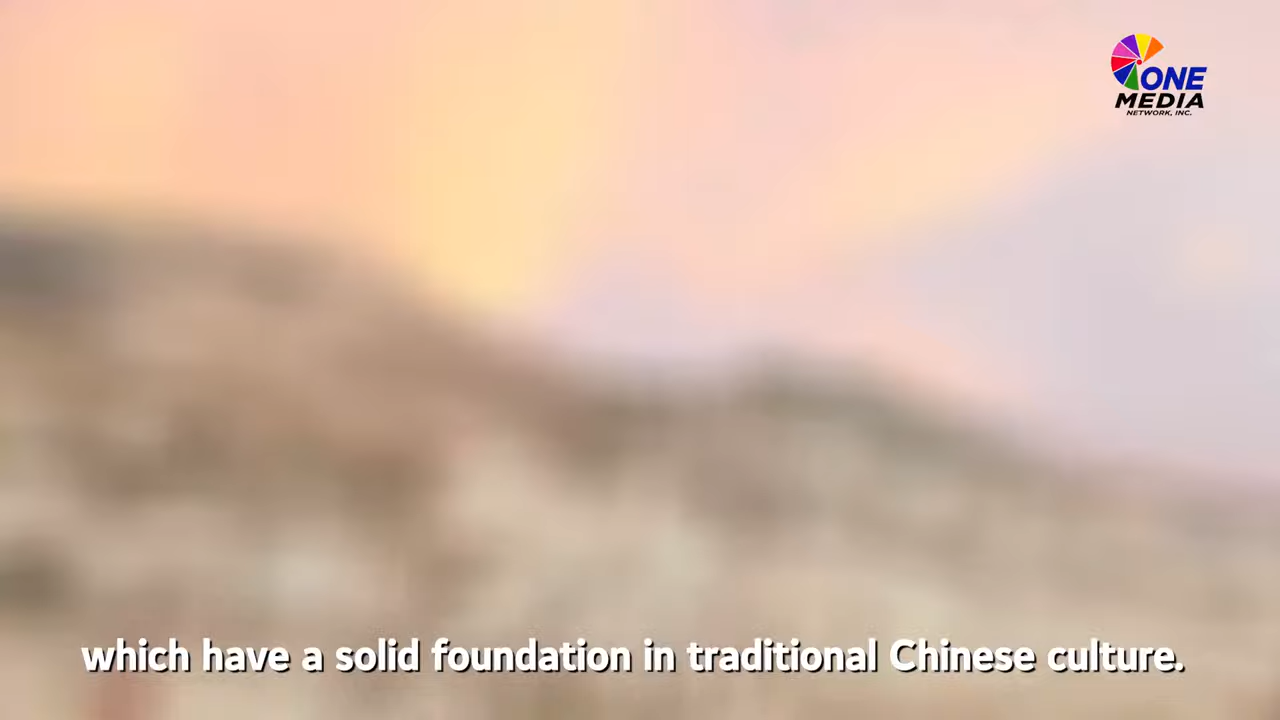 ONE
MEDIA
NETWORK, INC.
which have a solid foundation in traditional Chinese culture.